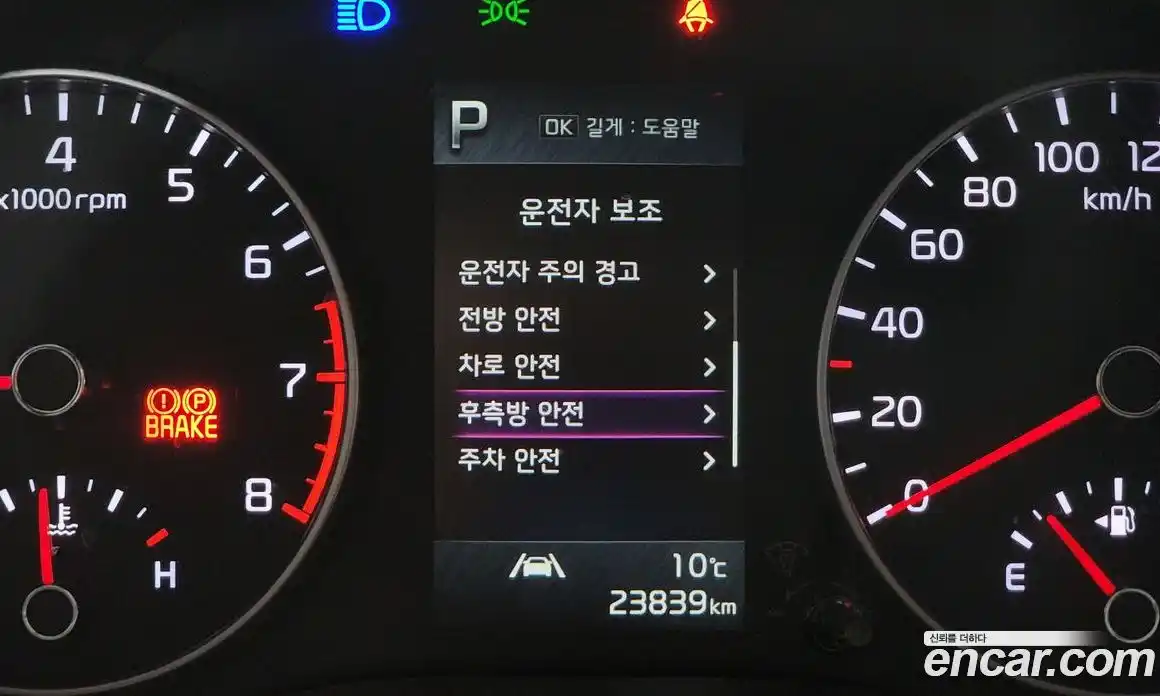 P
OK 길게 : 도움말
4
5
6
7
8
x1000rpm
운전자 보조
운전자 주의 경고
전방 안전
차로 안전
후측방 안전
주차 안전
BRAKE
P
H
10℃
23839km
0
20
40
60
80
100
12
km/h
E
신뢰를 더하다
encar.com